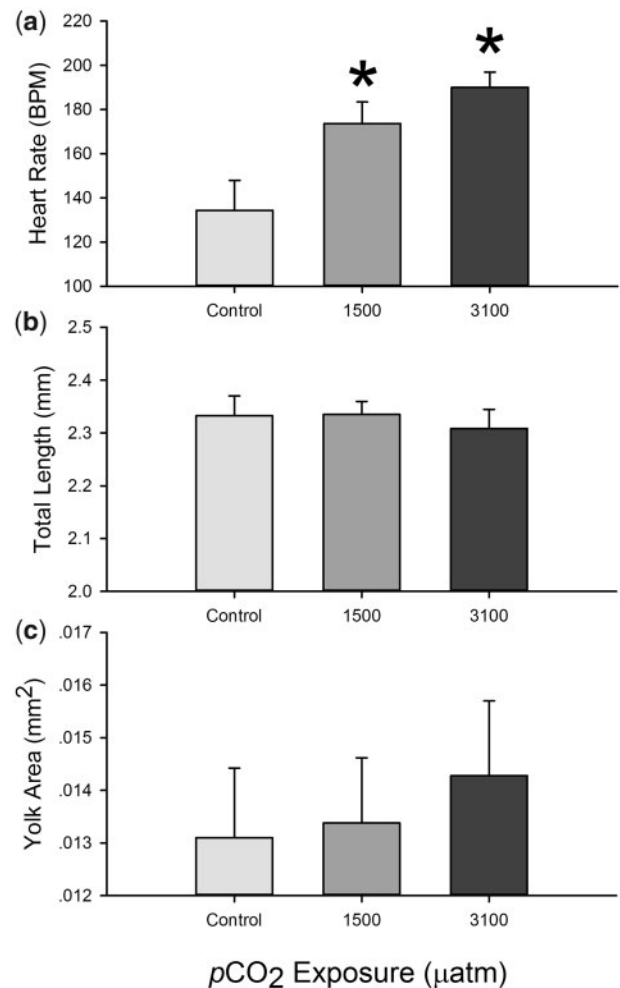 (a)
Heart Rate (BPM)
220
200
180
160
140
120
100
*
*
Control 1500 3100
(b)
Total Length (mm)
2.5
2.4
2.3
2.2
2.1
2.0
Control 1500 3100
(c)
Yolk Area (mm²)
.017
.016
.015
.014
.013
.012
Control 1500 3100
pCO₂ Exposure (μatm)